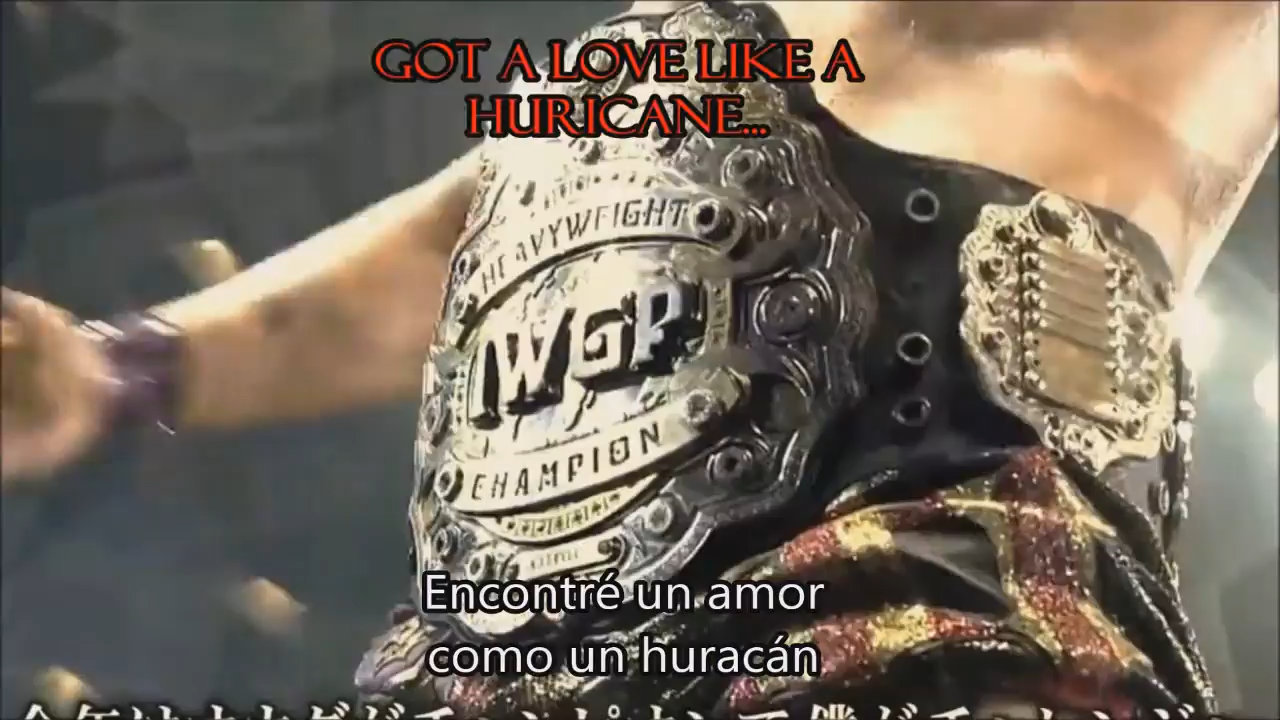 GOT A LOVE LIKE A
HURICANE...
HEAVYWEIGHT
IWGP
CHAMPION
Encontré un amor
como un huracán